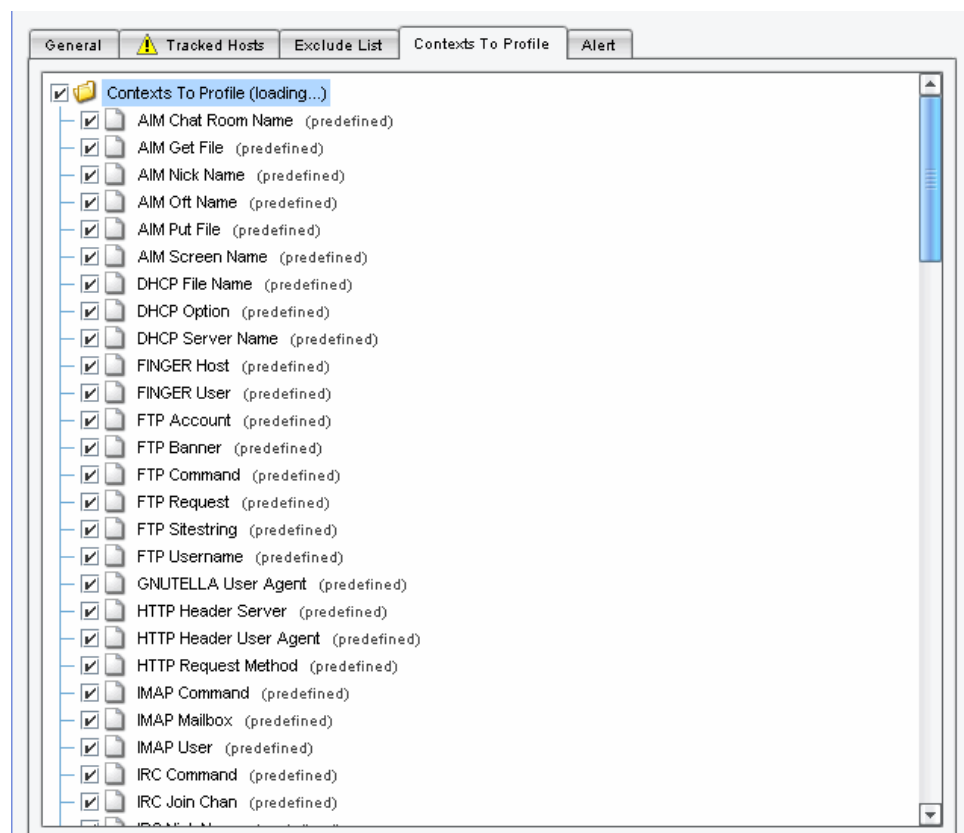 General Tracked Hosts Exclude List Contexts To Profile Alert
Contexts To Profile (loading...)
AIM Chat Room Name (predefined)
AIM Get File (predefined)
AIM Nick Name (predefined)
AIM Oft Name (predefined)
AIM Put File (predefined)
AIM Screen Name (predefined)
DHCP File Name (predefined)
DHCP Option (predefined)
DHCP Server Name (predefined)
FINGER Host (predefined)
FINGER User (predefined)
FTP Account (predefined)
FTP Banner (predefined)
FTP Command (predefined)
FTP Request (predefined)
FTP Sitestring (predefined)
FTP Username (predefined)
GNUTELLA User Agent (predefined)
HTTP Header Server (predefined)
HTTP Header User Agent (predefined)
HTTP Request Method (predefined)
IMAP Command (predefined)
IMAP Mailbox (predefined)
IMAP User (predefined)
IRC Command (predefined)
IRC Join Chan (predefined)